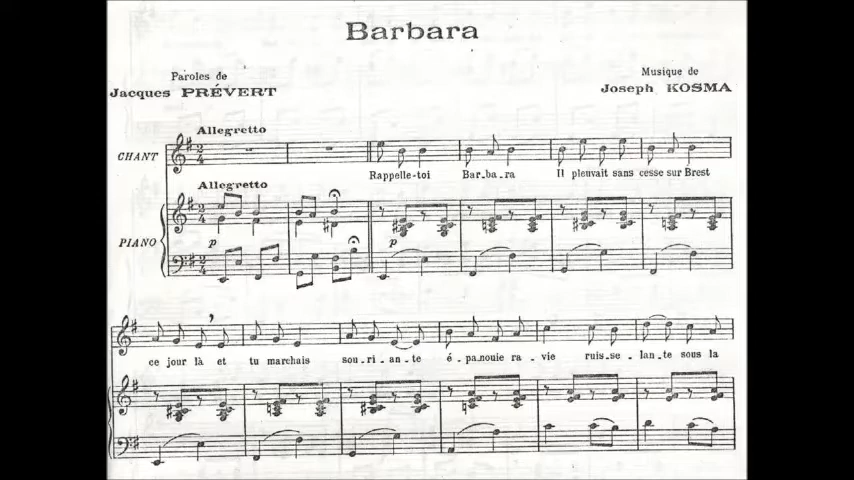 Barbara
Paroles de
Jacques PRÉVERT
Musique de
Joseph KOSMA
Allegretto
CHANT
Rappelle-toi Bar-ba-ra Il pleuvait sans cesse sur Brest
Allegretto
PIANO
p p
ce jour là et tu marchais sou-ri-an-te é-panouie ra-vie ruis-se-lan-te sous la